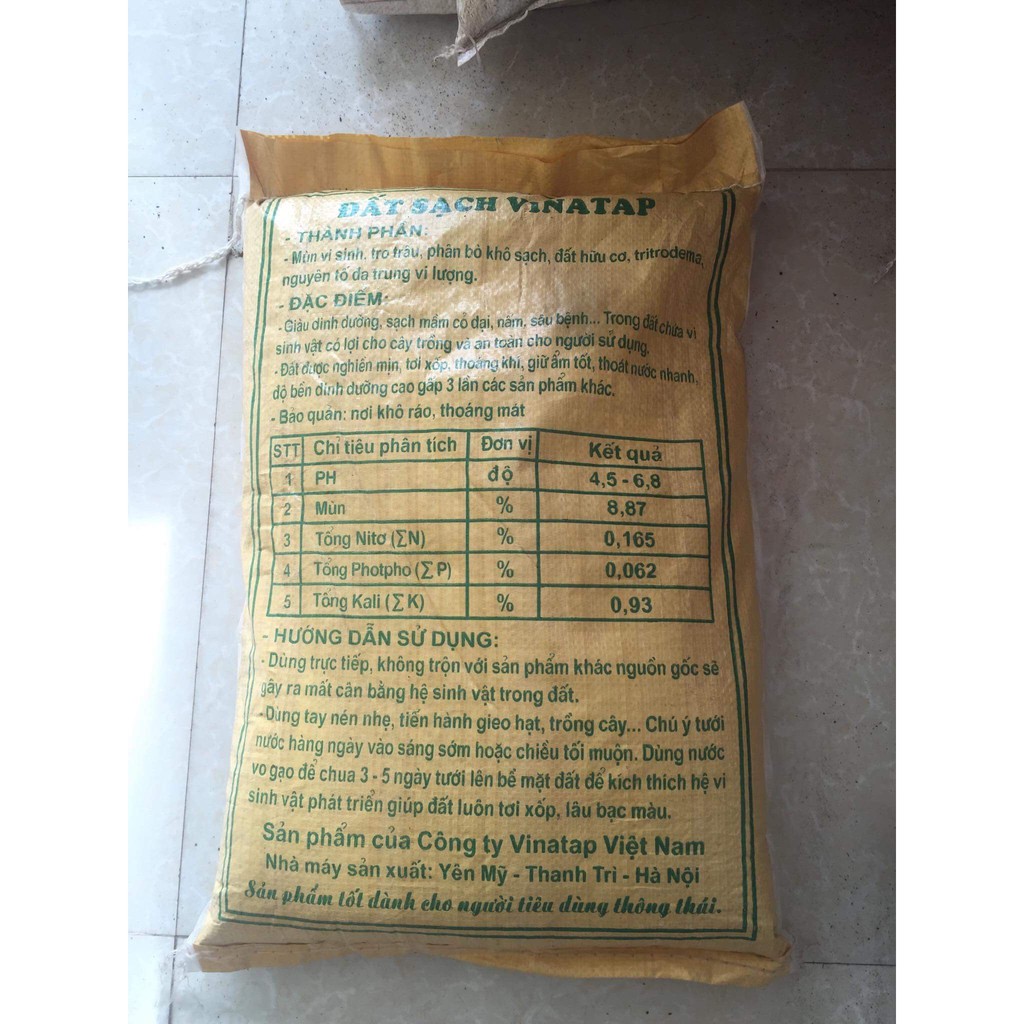 ĐẤT SẠCH VINATAP
- THÀNH PHẦN:
- Mùn vi sinh, tro trấu, phân bò khô sạch, đất hữu cơ, tritrodema,
nguyên tố đa trung vi lượng.
- ĐẶC ĐIỂM:
- Giàu dinh dưỡng, sạch mầm cỏ dại, nấm, sâu bệnh... Trong đất chứa vi
sinh vật có lợi cho cây trồng và an toàn cho người sử dụng.
- Đất được nghiền mịn, tơi xốp, thoáng khí, giữ ẩm tốt, thoát nước nhanh,
độ bền dinh dưỡng cao gấp 3 lần các sản phẩm khác.
- Bảo quản: nơi khô ráo, thoáng mát
STT Chỉ tiêu phân tích Đơn vị Kết quả
1 PH độ 4,5 - 6,8
2 Mùn % 8,87
3 Tổng Nitơ (∑N) % 0,165
4 Tổng Photpho (∑P) % 0,062
5 Tổng Kali (∑K) % 0,93
- HƯỚNG DẪN SỬ DỤNG:
- Dùng trực tiếp, không trộn với sản phẩm khác nguồn gốc sẽ
gây ra mất cân bằng hệ sinh vật trong đất.
- Dùng tay nén nhẹ, tiến hành gieo hạt, trồng cây... Chú ý tưới
nước hàng ngày vào sáng sớm hoặc chiều tối muộn. Dùng nước
vo gạo để chua 3 - 5 ngày tưới lên bề mặt đất để kích thích hệ vi
sinh vật phát triển giúp đất luôn tơi xốp, lâu bạc màu.
Sản phẩm của Công ty Vinatap Việt Nam
Nhà máy sản xuất: Yên Mỹ - Thanh Trì - Hà Nội
Sản phẩm tốt dành cho người tiêu dùng thông thái.